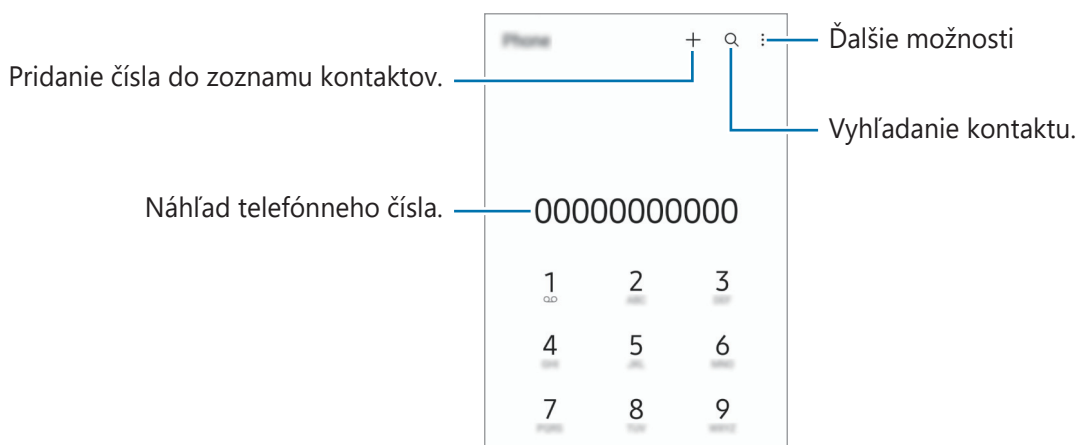 Phone
Ďalšie možnosti
Pridanie čísla do zoznamu kontaktov.
Vyhľadanie kontaktu.
Náhľad telefónneho čísla.
00000000000
1 2 3
ABC DEF
4 5 6
GHI JKL MNO
7 8 9
PQRS TUV WXYZ